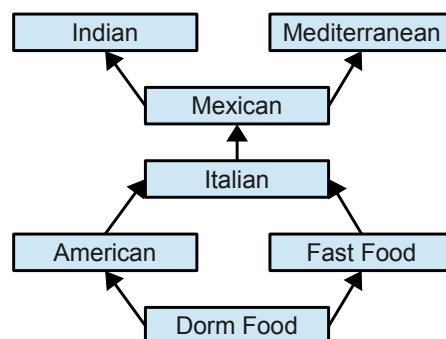 Indian
Mediterranean
Mexican
Italian
American
Fast Food
Dorm Food